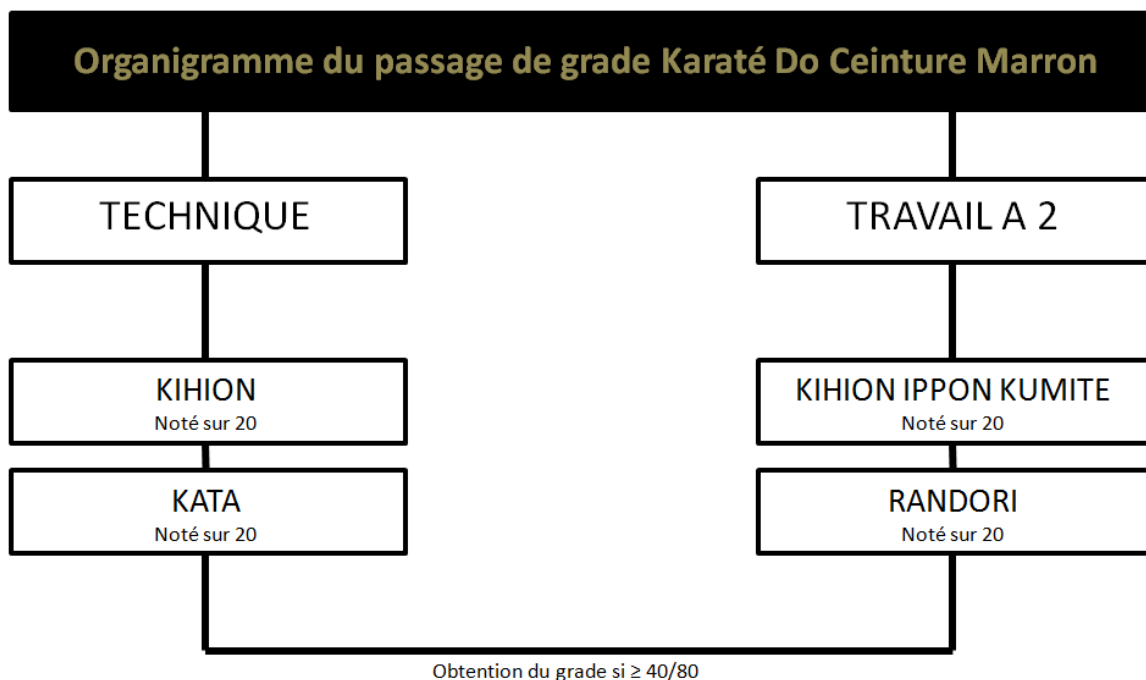 Organigramme du passage de grade Karaté Do Ceinture Marron
TECHNIQUE
TRAVAIL A 2
KIHION
Noté sur 20
KIHION IPPON KUMITE
Noté sur 20
KATA
Noté sur 20
RANDORI
Noté sur 20
Obtention du grade si ≥ 40/80